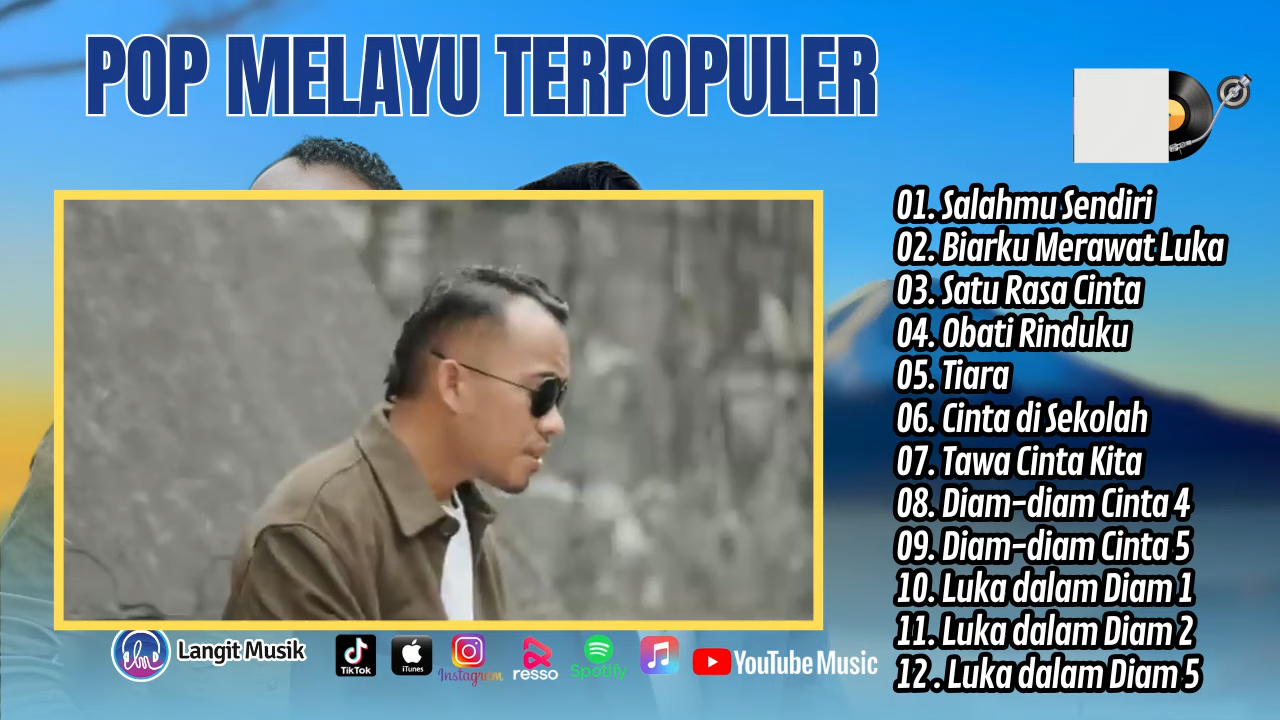 POP MELAYU TERPOPULER
01. Salahmu Sendiri
02. Biarku Merawat Luka
03. Satu Rasa Cinta
04. Obati Rinduku
05. Tiara
06. Cinta di Sekolah
07. Tawa Cinta Kita
08. Diam-diam Cinta 4
09. Diam-diam Cinta 5
10. Luka dalam Diam 1
11. Luka dalam Diam 2
12 . Luka dalam Diam 5
Langit Musik
TikTok
iTunes
Instagram
resso
Spotify
YouTube Music